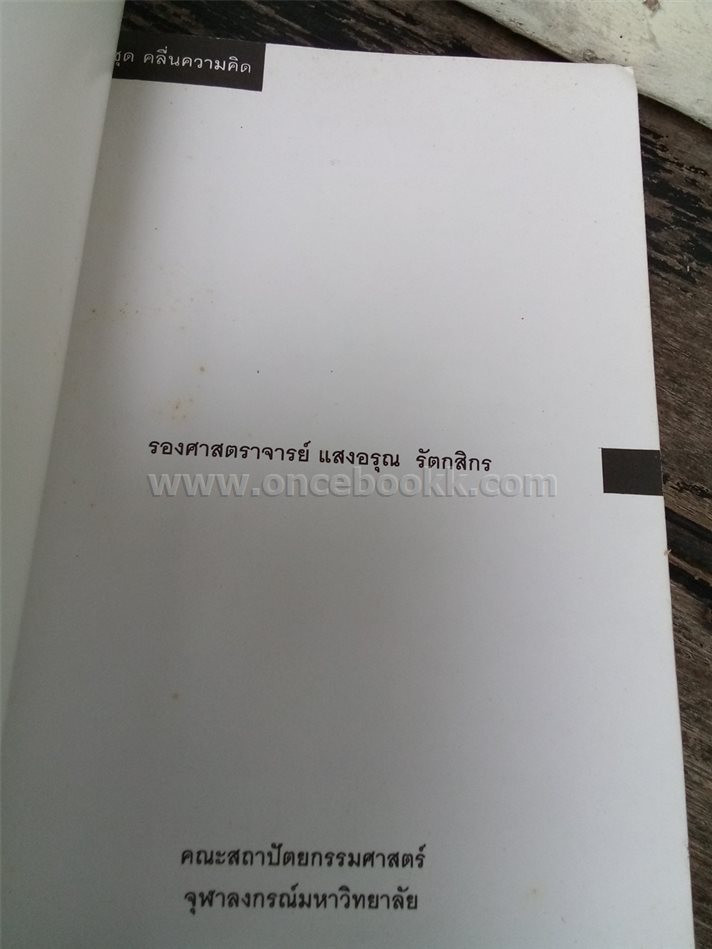 ชุด คลื่นความคิด
รองศาสตราจารย์ แสงอรุณ รัตกสิกร
www.oncebookk.com
คณะสถาปัตยกรรมศาสตร์
จุฬาลงกรณ์มหาวิทยาลัย